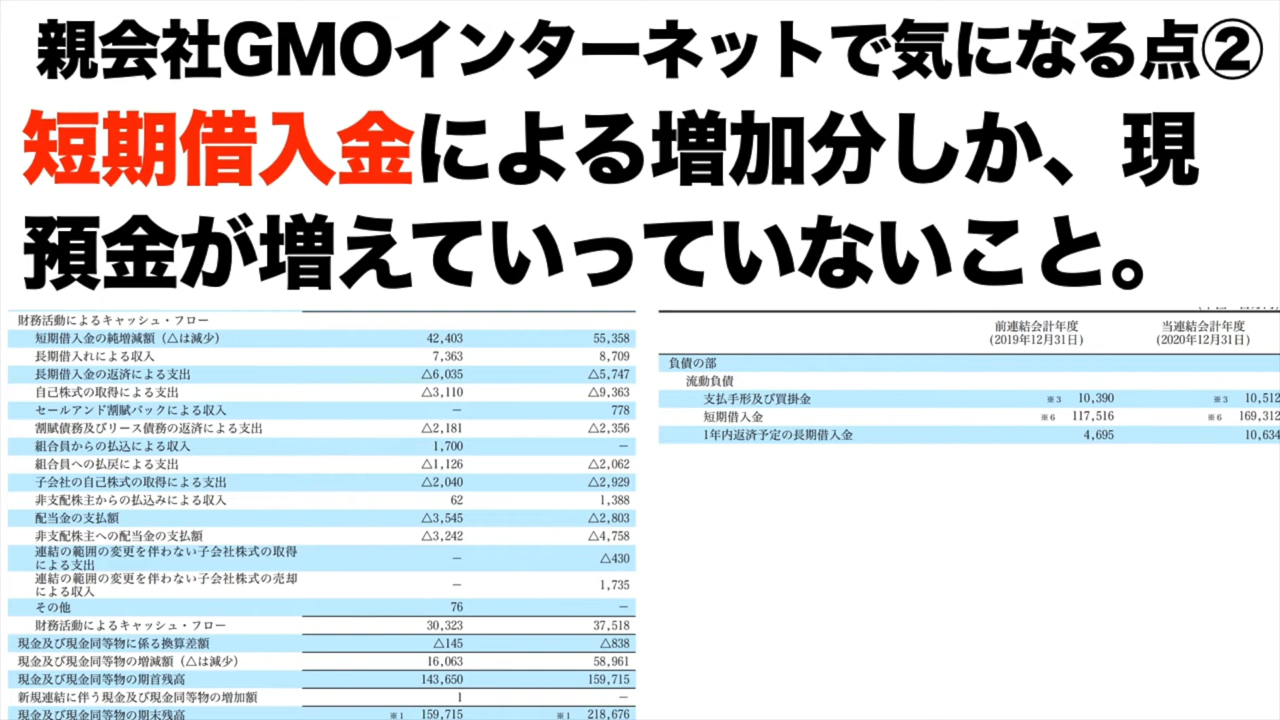 親会社GMOインターネットで気になる点②
短期借入金による増加分しか、現
預金が増えていっていないこと。
財務活動によるキャッシュ・フロー
短期借入金の純増減額（△は減少） 42,403 55,358
長期借入れによる収入 7,363 8,709
長期借入金の返済による支出 △6,035 △5,747
自己株式の取得による支出 △3,110 △9,363
セールアンド割賦バックによる収入 － 778
割賦債務及びリース債務の返済による支出 △2,181 △2,356
組合員からの払込による収入 1,700 －
組合員への払戻による支出 △1,126 △2,062
子会社の自己株式の取得による支出 △2,040 △2,929
非支配株主からの払込みによる収入 62 1,388
配当金の支払額 △3,545 △2,803
非支配株主への配当金の支払額 △3,242 △4,758
連結の範囲の変更を伴わない子会社株式の取得
による支出 － △430
連結の範囲の変更を伴わない子会社株式の売却
による収入 － 1,735
その他 76 －
財務活動によるキャッシュ・フロー 30,323 37,518
現金及び現金同等物に係る換算差額 △145 △838
現金及び現金同等物の増減額（△は減少） 16,063 58,961
現金及び現金同等物の期首残高 143,650 159,715
新規連結に伴う現金及び現金同等物の増加額 1 －
現金及び現金同等物の期末残高 ※1 159,715 ※1 218,676
前連結会計年度 当連結会計年度
(2019年12月31日) (2020年12月31日)
負債の部
流動負債
支払手形及び買掛金 ※3 10,390 ※3 10,512
短期借入金 ※6 117,516 ※6 169,312
1年内返済予定の長期借入金 4,695 10,634